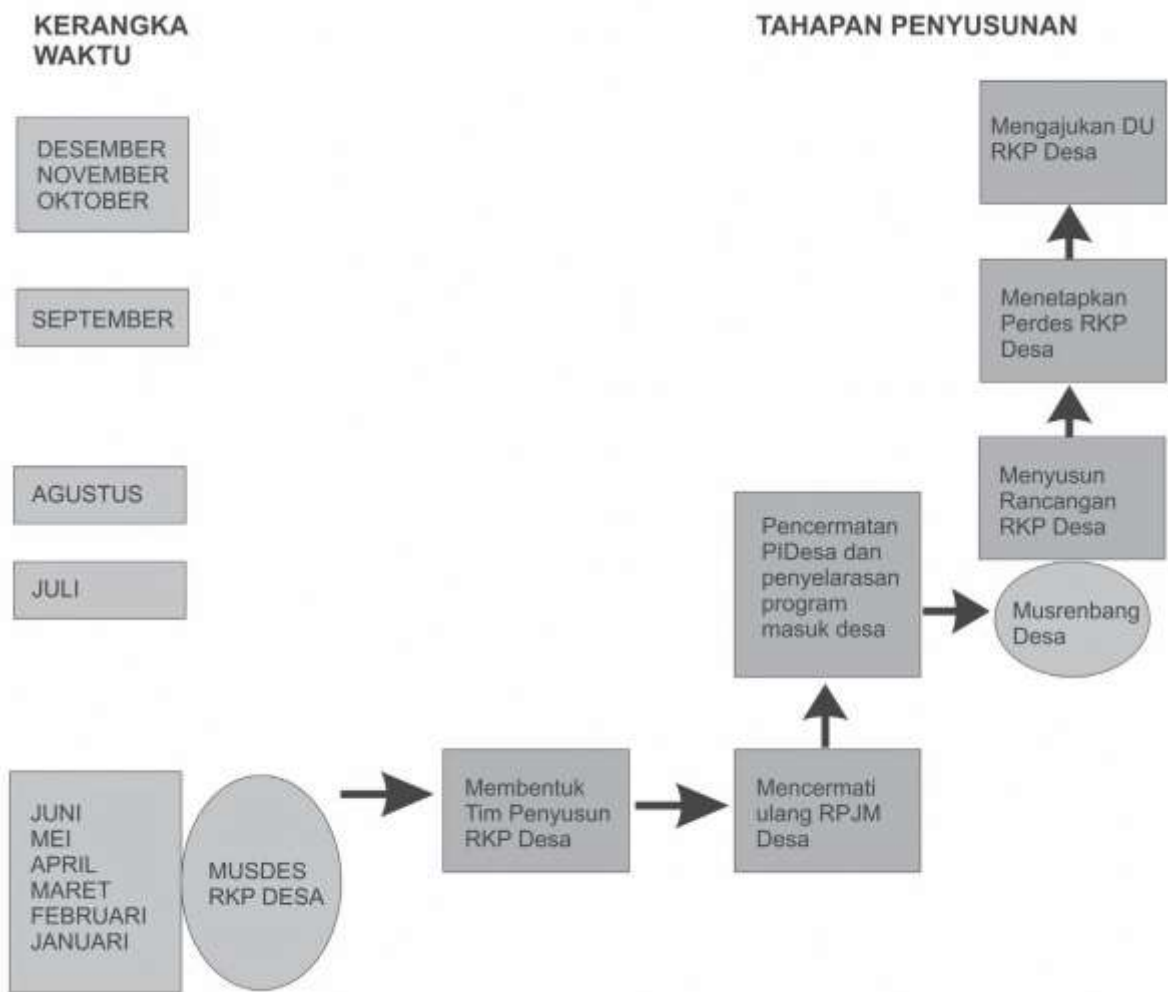 KERANGKA
WAKTU
TAHAPAN PENYUSUNAN
DESEMBER
NOVEMBER
OKTOBER
Mengajukan DU
RKP Desa
SEPTEMBER
Menetapkan
Perdes RKP
Desa
AGUSTUS
Menyusun
Rancangan
RKP Desa
JULI
Pencermatan
PIDesa dan
penyelarasan
program
masuk desa
Musrenbang
Desa
JUNI
MEI
APRIL
MARET
FEBRUARI
JANUARI
MUSDES
RKP DESA
Membentuk
Tim Penyusun
RKP Desa
Mencermati
ulang RPJM
Desa